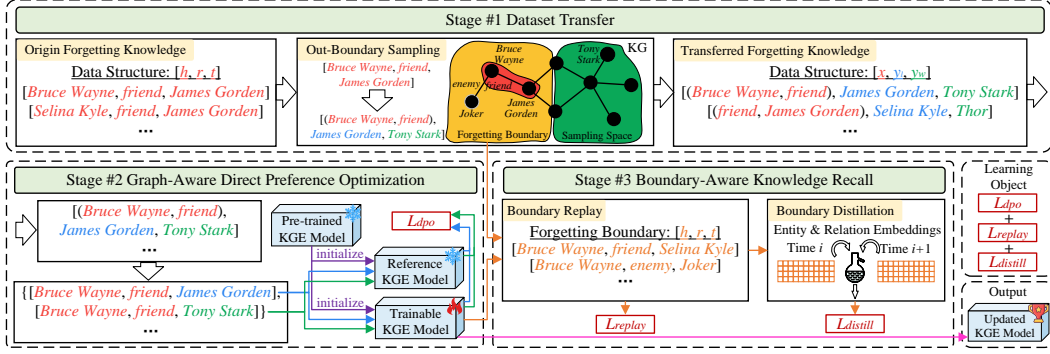 Stage #1 Dataset Transfer
Origin Forgetting Knowledge
Data Structure: [h, r, t]
[Bruce Wayne, friend, James Gorden]
[Selina Kyle, friend, James Gorden]
...
Out-Boundary Sampling
[Bruce Wayne, friend,
James Gorden]
[(Bruce Wayne, friend),
James Gorden, Tony Stark]
KG
Bruce
Wayne
enemy
friend
Joker
James
Gorden
Forgetting Boundary
Tony
Stark
Sampling Space
Transferred Forgetting Knowledge
Data Structure: [x, yl, yw]
[(Bruce Wayne, friend), James Gorden, Tony Stark]
[(friend, James Gorden), Selina Kyle, Thor]
...
Stage #2 Graph-Aware Direct Preference Optimization
[(Bruce Wayne, friend),
James Gorden, Tony Stark]
...
{[Bruce Wayne, friend, James Gorden],
[Bruce Wayne, friend, Tony Stark]}
...
Pre-trained
KGE Model
Ldpo
initialize
Reference
KGE Model
initialize
Trainable
KGE Model
Stage #3 Boundary-Aware Knowledge Recall
Boundary Replay
Forgetting Boundary: [h, r, t]
[Bruce Wayne, friend, Selina Kyle]
[Bruce Wayne, enemy, Joker]
...
Lreplay
Boundary Distillation
Entity & Relation Embeddings
Time i
Time i+1
Ldistill
Learning
Object
Ldpo
+
Lreplay
+
Ldistill
Output
Updated
KGE Model